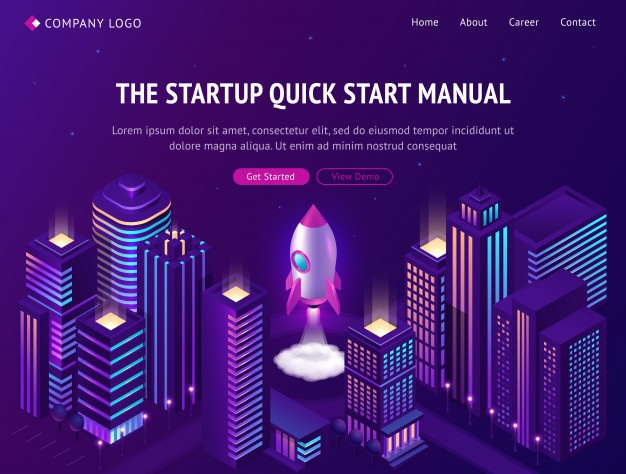 COMPANY LOGO
Home About Career Contact
THE STARTUP QUICK START MANUAL
Lorem ipsum dolor sit amet, consectetur elit, sed do eiusmod tempor incididunt ut
dolore magna aliqua. Ut enim ad minim nostrud consequat
Get Started View Demo